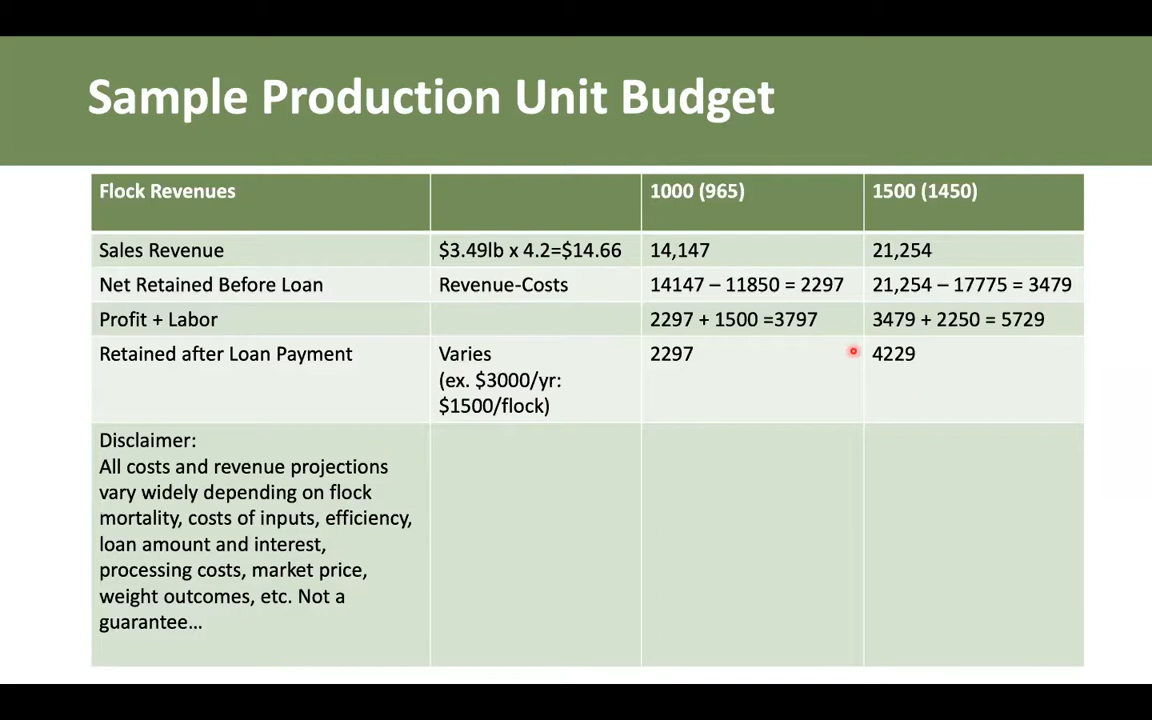 Sample Production Unit Budget
Flock Revenues 1000 (965) 1500 (1450)
Sales Revenue $3.49lb x 4.2=$14.66 14,147 21,254
Net Retained Before Loan Revenue-Costs 14147 – 11850 = 2297 21,254 – 17775 = 3479
Profit + Labor 2297 + 1500 =3797 3479 + 2250 = 5729
Retained after Loan Payment Varies 2297 4229
(ex. $3000/yr:
$1500/flock)
Disclaimer:
All costs and revenue projections
vary widely depending on flock
mortality, costs of inputs, efficiency,
loan amount and interest,
processing costs, market price,
weight outcomes, etc. Not a
guarantee…